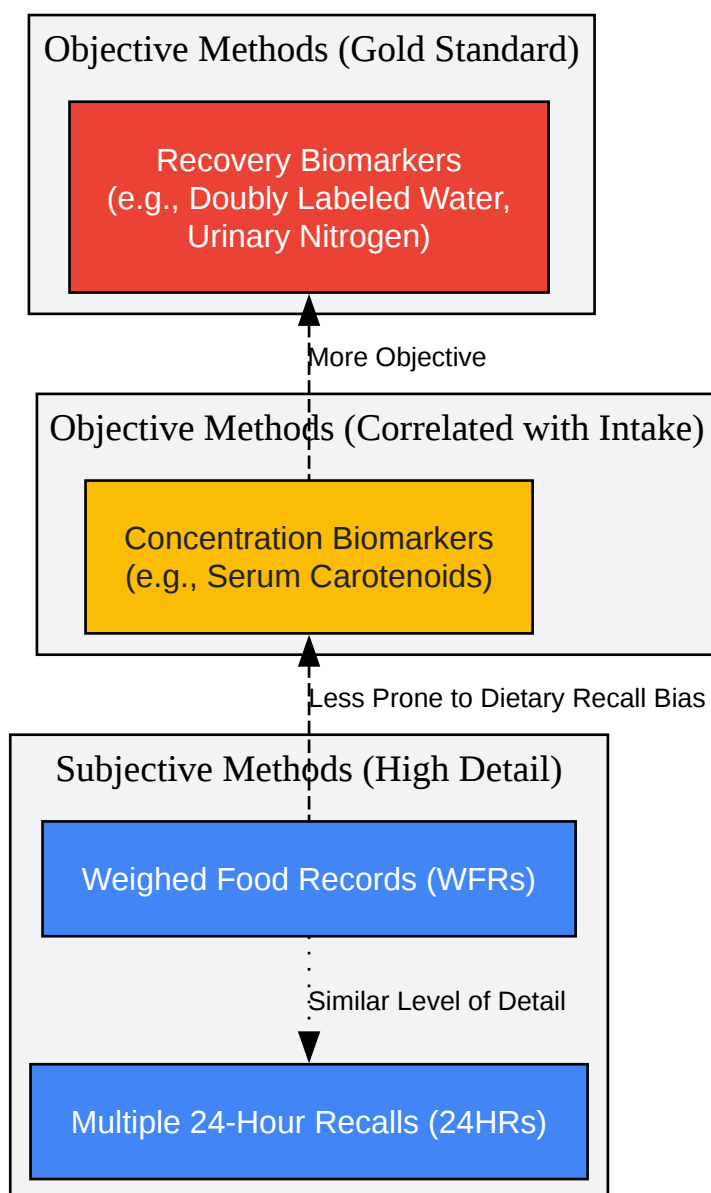 Objective Methods (Gold Standard)
Recovery Biomarkers
(e.g., Doubly Labeled Water,
Urinary Nitrogen)
More Objective
Objective Methods (Correlated with Intake)
Concentration Biomarkers
(e.g., Serum Carotenoids)
Less Prone to Dietary Recall Bias
Subjective Methods (High Detail)
Weighed Food Records (WFRs)
Similar Level of Detail
Multiple 24-Hour Recalls (24HRs)